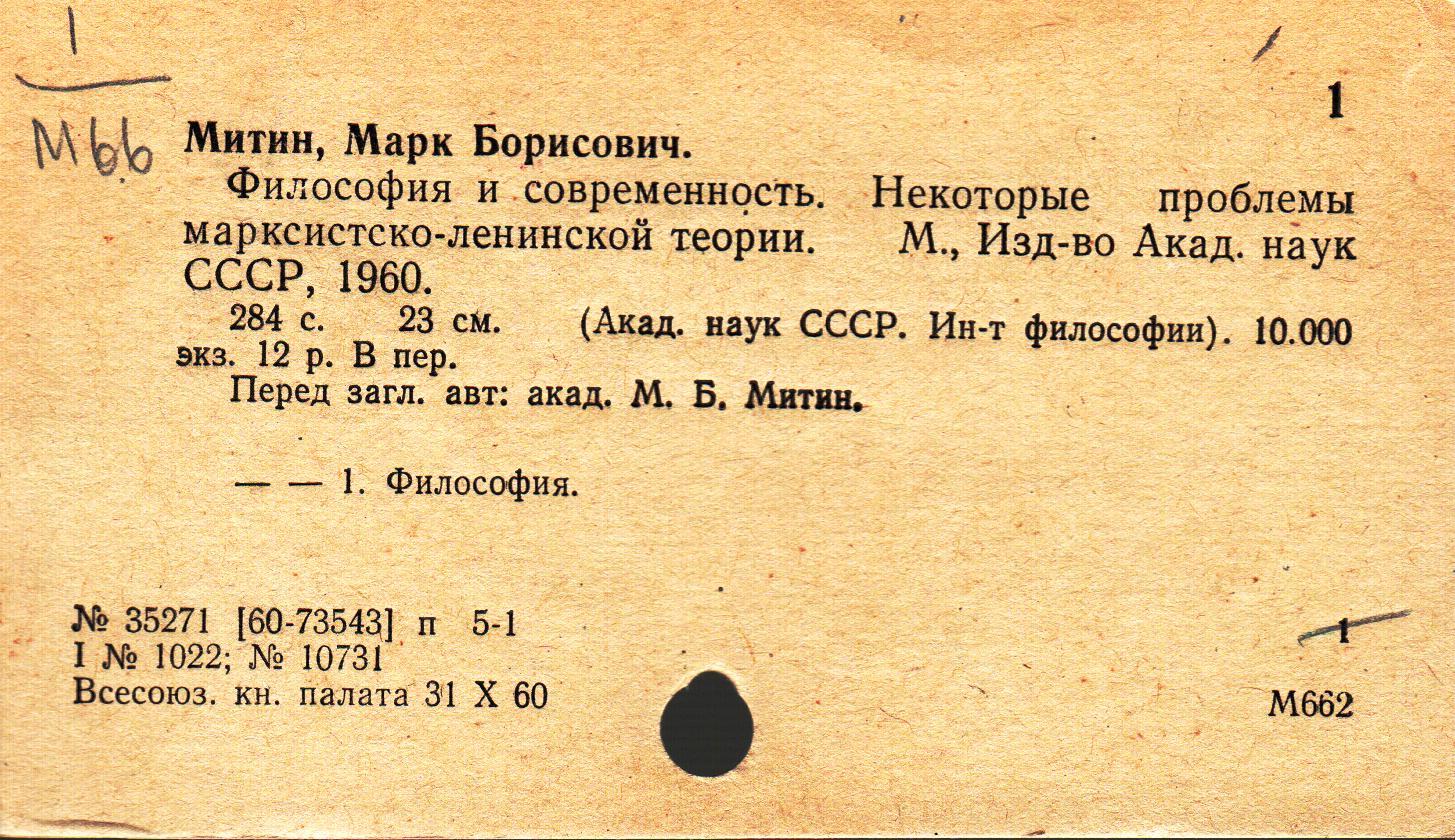 1
1
М66 Митин, Марк Борисович.
Философия и современность. Некоторые проблемы
марксистско-ленинской теории. М., Изд-во Акад. наук
СССР, 1960.
284 с. 23 см. (Акад. наук СССР. Ин-т философии). 10.000
экз. 12 р. В пер.
Перед загл. авт: акад. М. Б. Митин.
— — 1. Философия.
№ 35271 [60-73543] п 5-1
1
I № 1022; № 10731
Всесоюз. кн. палата 31 X 60
М662